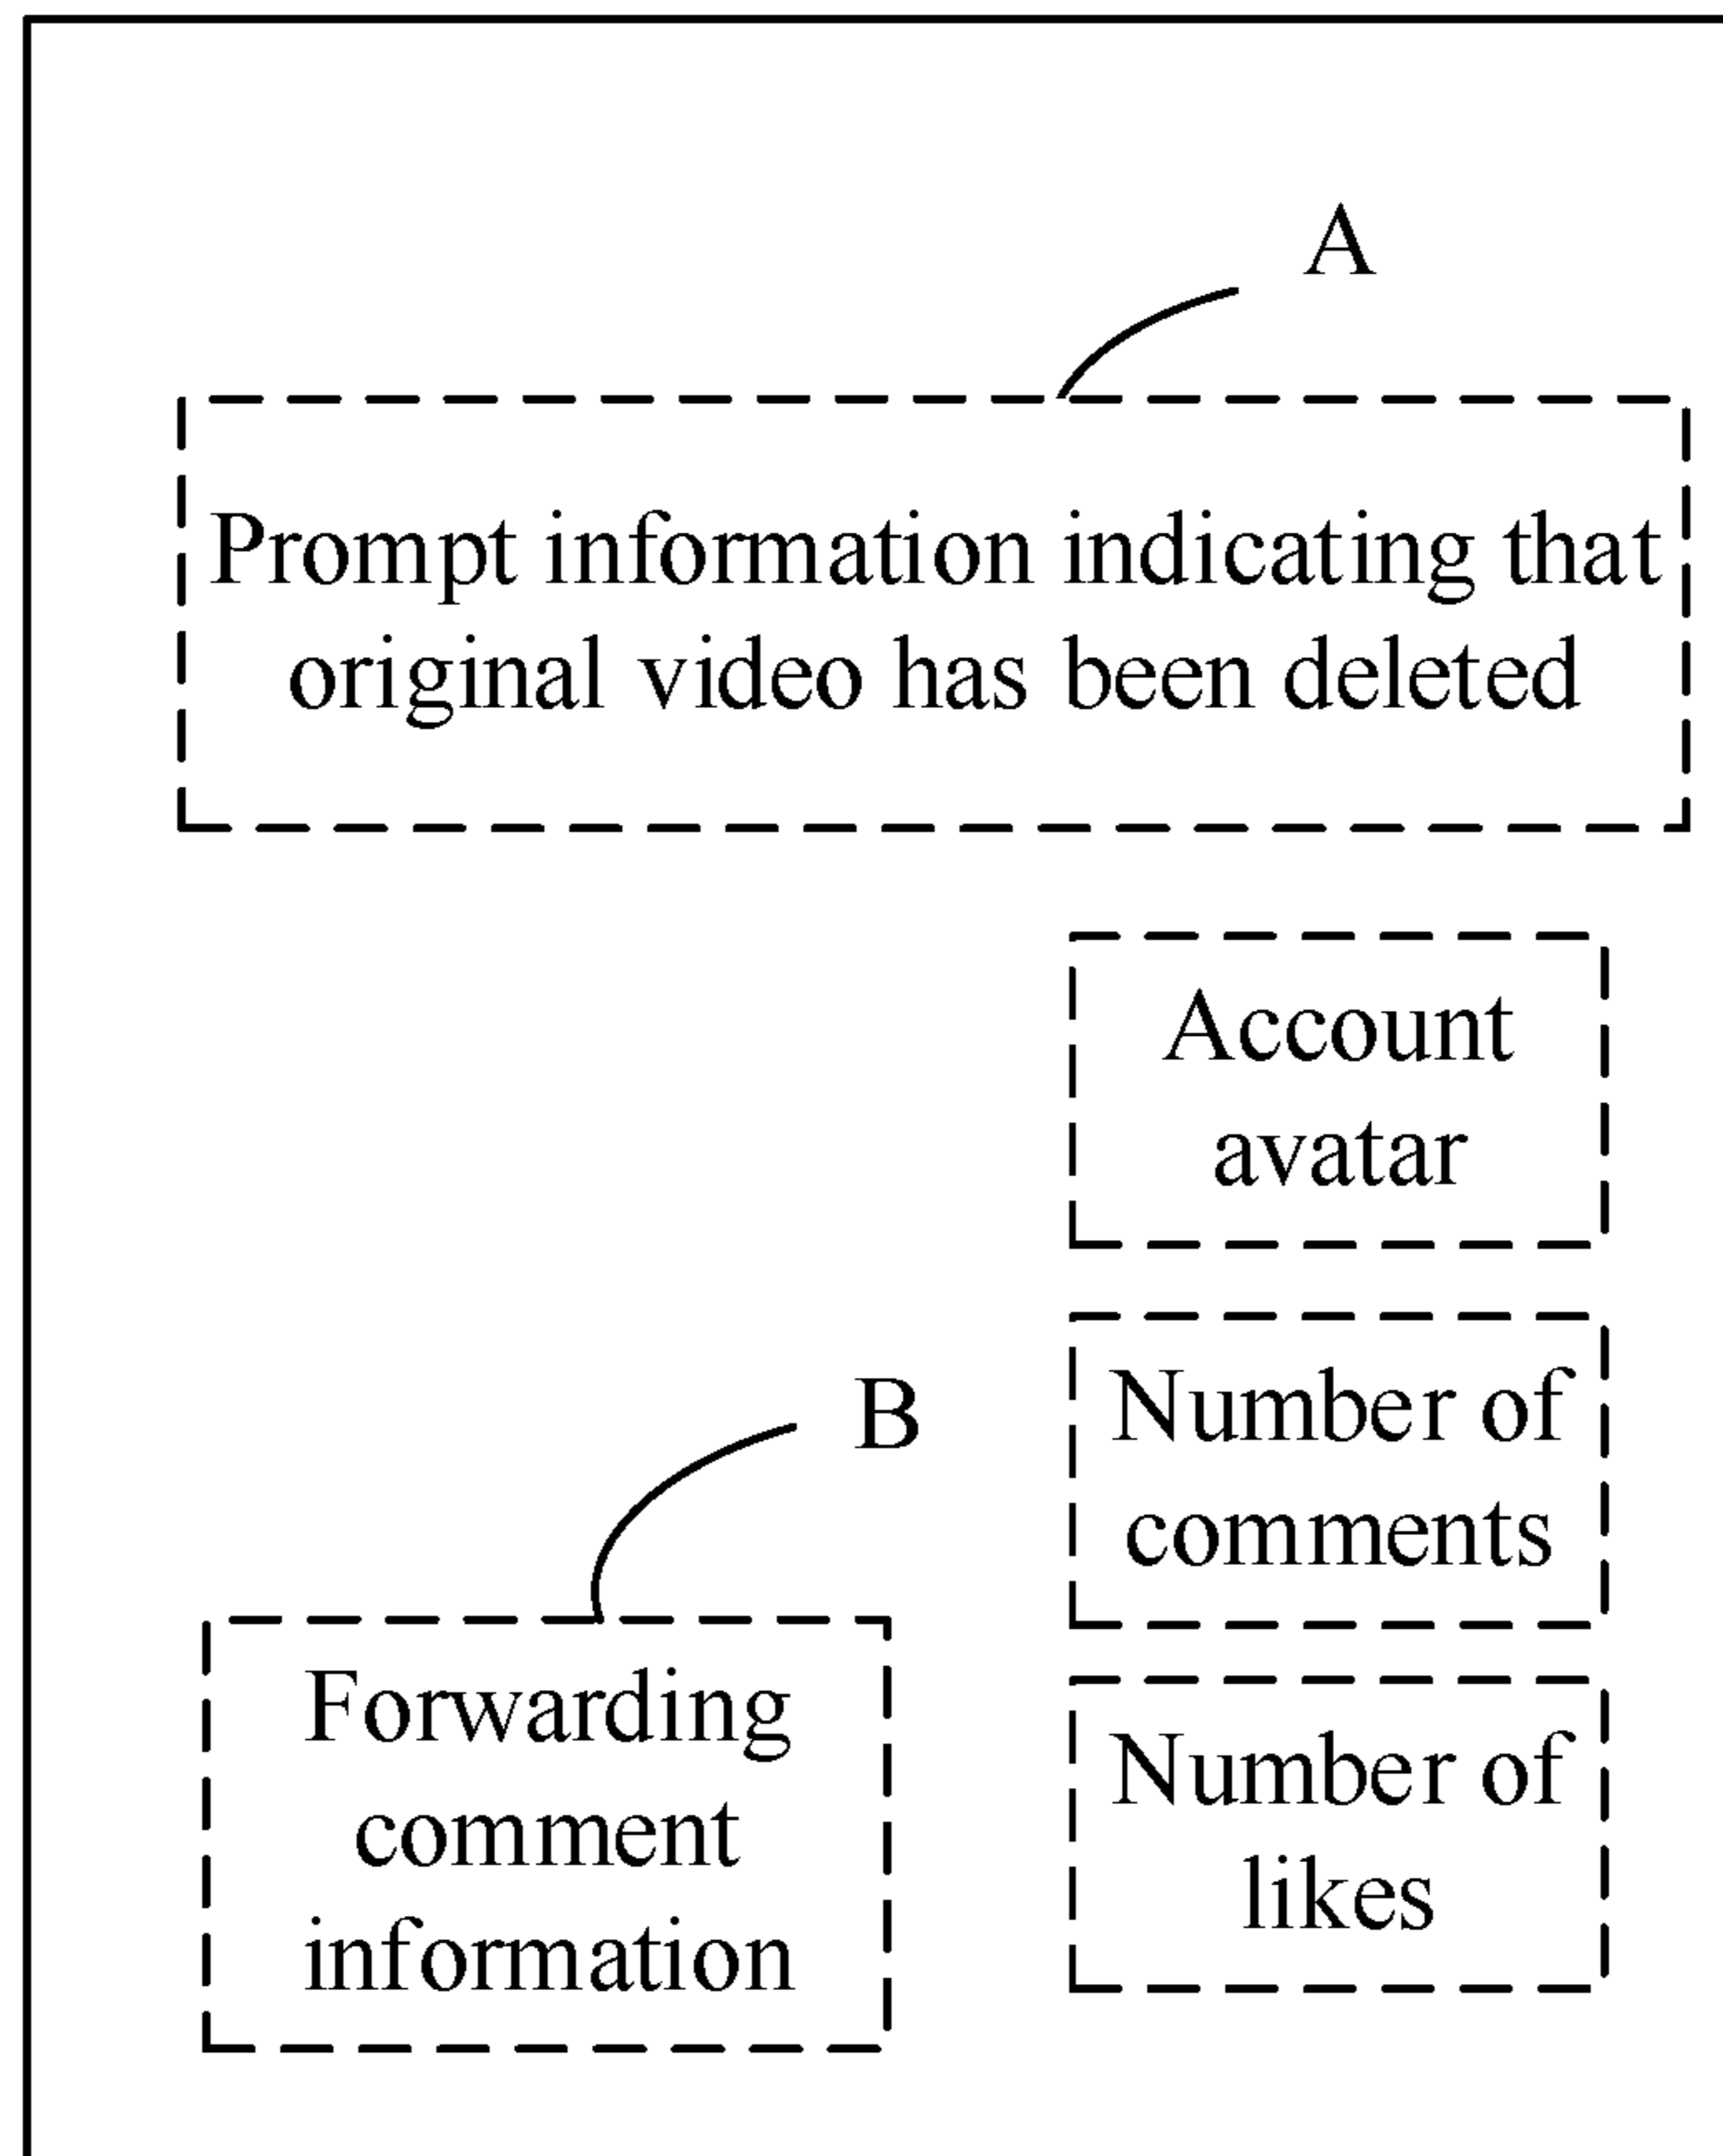 A
Prompt information indicating that
original video has been deleted
Account
avatar
Number of
comments
B
Forwarding
comment
information
Number of
likes